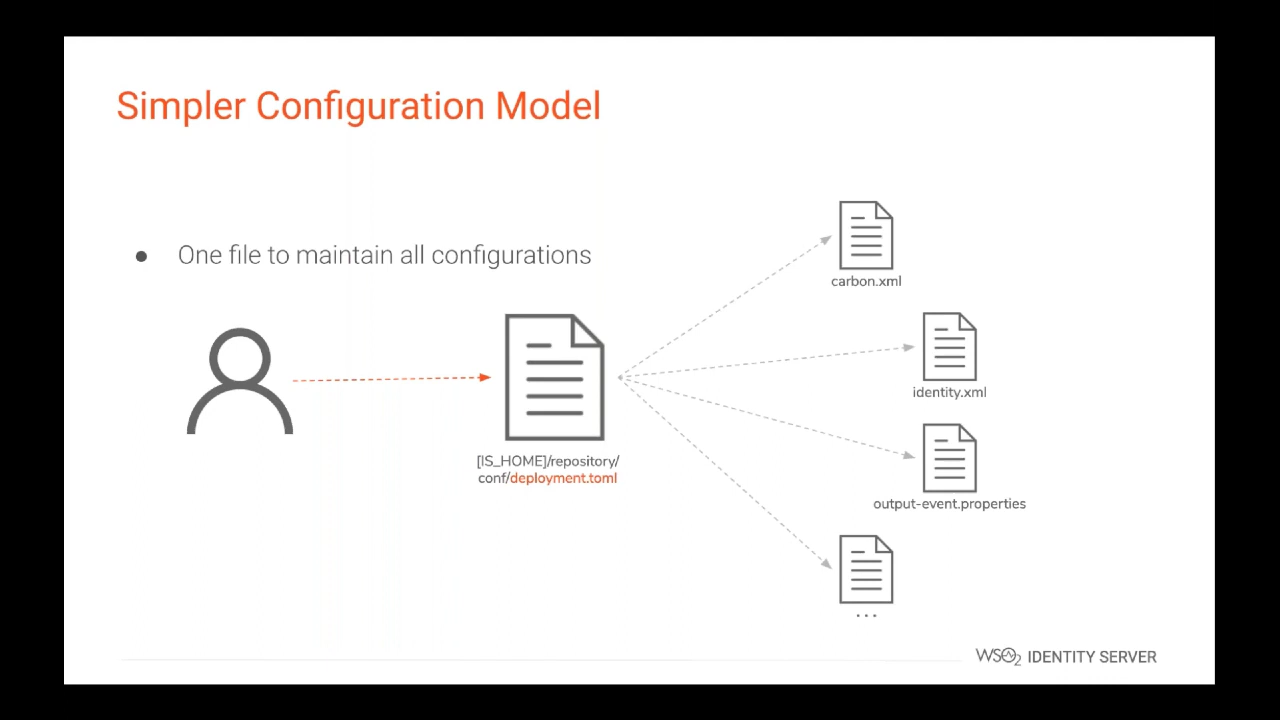 Simpler Configuration Model
● One file to maintain all configurations
carbon.xml
identity.xml
[IS_HOME]/repository/
conf/deployment.toml
output-event.properties
...
WSO2 IDENTITY SERVER